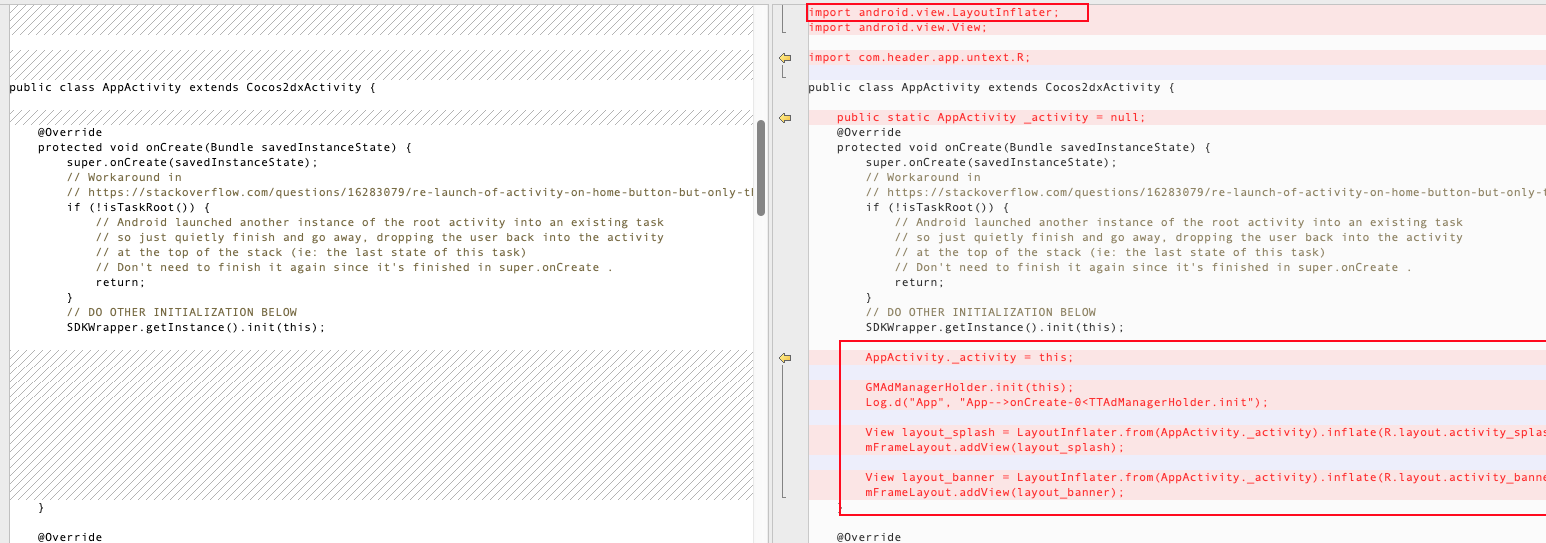 public class AppActivity extends Cocos2dxActivity {
@Override
protected void onCreate(Bundle savedInstanceState) {
super.onCreate(savedInstanceState);
// Workaround in
// https://stackoverflow.com/questions/16283079/re-launch-of-activity-on-home-button-but-only-
if (!isTaskRoot()) {
// Android launched another instance of the root activity into an existing task
// so just quietly finish and go away, dropping the user back into the activity
// at the top of the stack (ie: the last state of this task)
// Don't need to finish it again since it's finished in super.onCreate .
return;
}
// DO OTHER INITIALIZATION BELOW
SDKWrapper.getInstance().init(this);
}
@Override
import android.view.LayoutInflater;
import android.view.View;
import com.header.app.untext.R;
public class AppActivity extends Cocos2dxActivity {
public static AppActivity _activity = null;
@Override
protected void onCreate(Bundle savedInstanceState) {
super.onCreate(savedInstanceState);
// Workaround in
// https://stackoverflow.com/questions/16283079/re-launch-of-activity-on-home-button-but-only-
if (!isTaskRoot()) {
// Android launched another instance of the root activity into an existing task
// so just quietly finish and go away, dropping the user back into the activity
// at the top of the stack (ie: the last state of this task)
// Don't need to finish it again since it's finished in super.onCreate .
return;
}
// DO OTHER INITIALIZATION BELOW
SDKWrapper.getInstance().init(this);
AppActivity._activity = this;
GMAdManagerHolder.init(this);
Log.d("App", "App-->onCreate-0<TTAdManagerHolder.init");
View layout_splash = LayoutInflater.from(AppActivity._activity).inflate(R.layout.activity_splas
mFrameLayout.addView(layout_splash);
View layout_banner = LayoutInflater.from(AppActivity._activity).inflate(R.layout.activity_banne
mFrameLayout.addView(layout_banner);
}
@Override